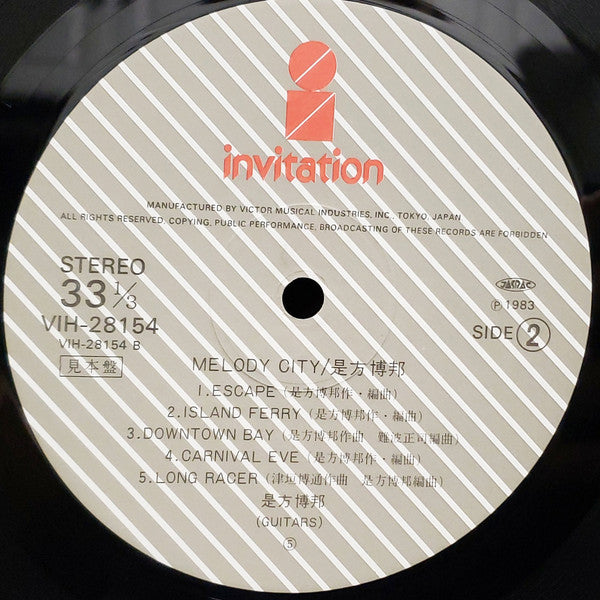 invitation
MANUFACTURED BY VICTOR MUSICAL INDUSTRIES, INC., TOKYO, JAPAN
ALL RIGHTS RESERVED. COPYING, PUBLIC PERFORMANCE, BROADCASTING OF THESE RECORDS ARE FORBIDDEN
STEREO
33 1/3
VIH-28154
VIH-28154 B
見本盤
JASRAC
Ⓟ 1983
SIDE ②
MELODY CITY/是方博邦
1.ESCAPE (是方博邦作・編曲)
2.ISLAND FERRY (是方博邦作・編曲)
3.DOWNTOWN BAY (是方博邦作曲 難波正司編曲)
4.CARNIVAL EVE (是方博邦作・編曲)
5.LONG RACER (津垣博通作曲 是方博邦編曲)
是方博邦
(GUITARS)
⑤